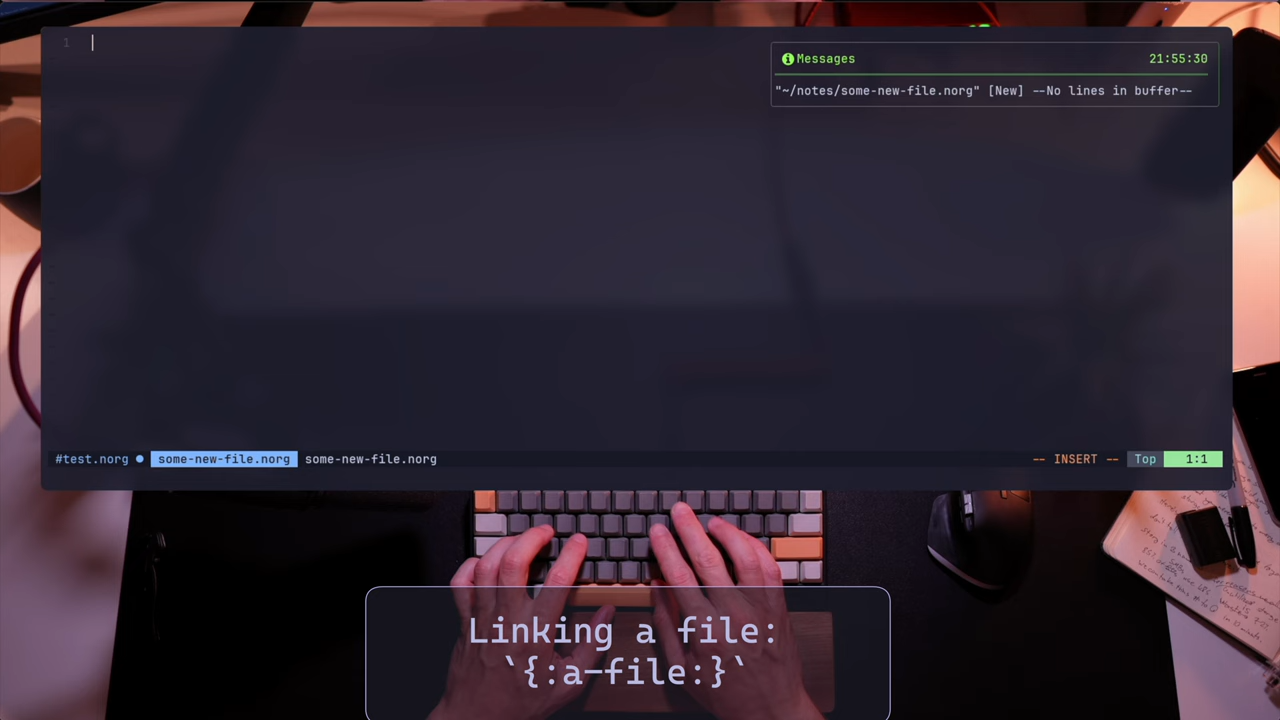 1
Messages 21:55:30
"~/notes/some-new-file.norg" [New] --No lines in buffer--
#test.norg ● some-new-file.norg some-new-file.norg -- INSERT -- Top 1:1
Linking a file:
`{:a-file:}`